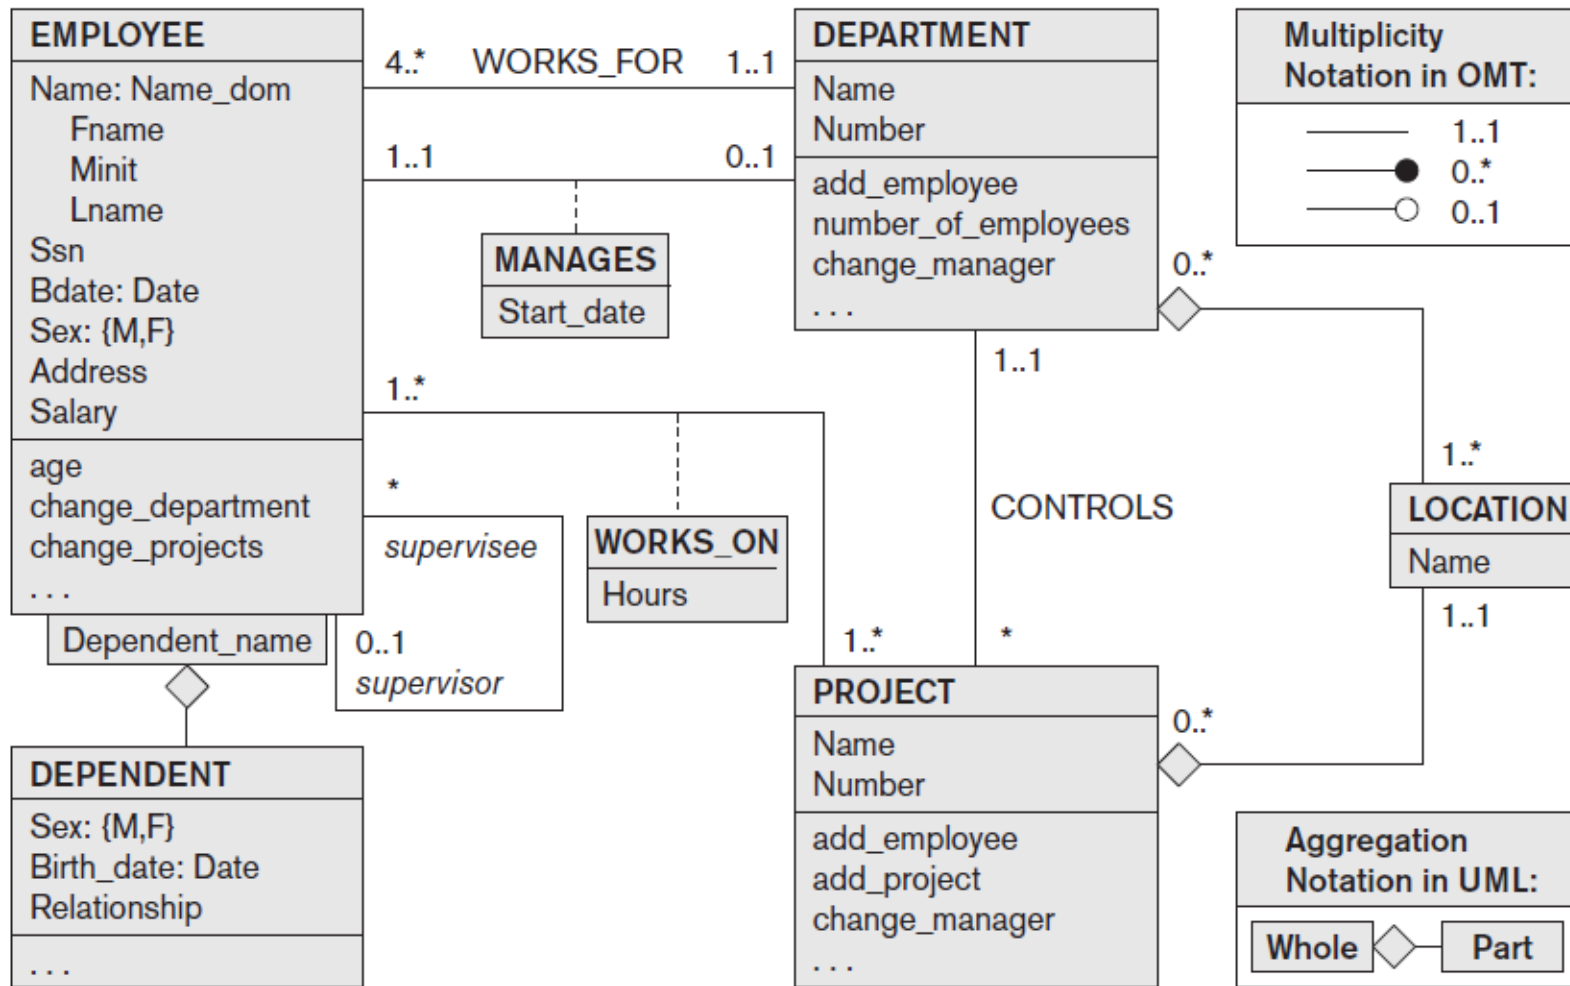 EMPLOYEE
Name: Name_dom
Fname
Minit
Lname
Ssn
Bdate: Date
Sex: {M,F}
Address
Salary
age
change_department
change_projects
. . .
Dependent_name
DEPENDENT
Sex: {M,F}
Birth_date: Date
Relationship
. . .
4..* WORKS_FOR 1..1
1..1 0..1
MANAGES
Start_date
1..*
*
supervisee
0..1
supervisor
WORKS_ON
Hours
1..*
DEPARTMENT
Name
Number
add_employee
number_of_employees
change_manager
. . .
0..*
1..1
CONTROLS
*
1..*
LOCATION
Name
1..1
PROJECT
Name
Number
add_employee
add_project
change_manager
. . .
0..*
Multiplicity
Notation in OMT:
1..1
0..*
0..1
Aggregation
Notation in UML:
Whole Part